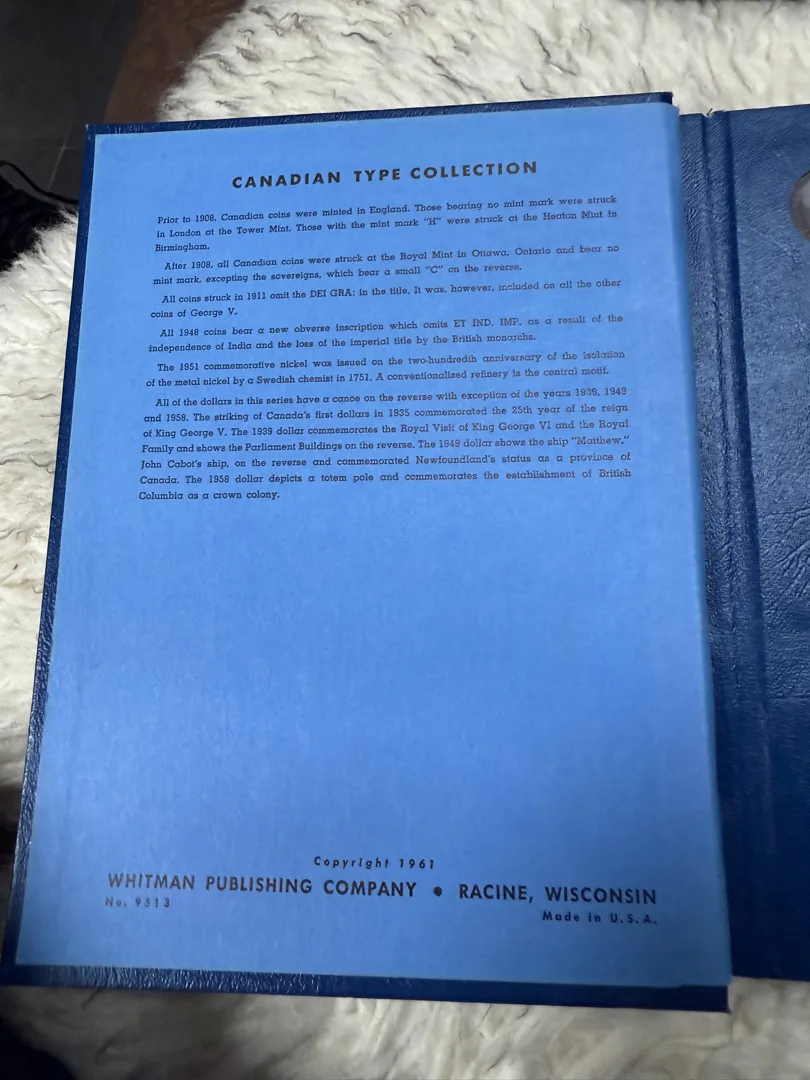 CANADIAN TYPE COLLECTION
Prior to 1908, Canadian coins were minted in England. Those bearing no mint mark were struck
in London at the Tower Mint. Those with the mint mark "H" were struck at the Heaton Mint in
Birmingham.
After 1908, all Canadian coins were struck at the Royal Mint in Ottawa, Ontario and bear no
mint mark, excepting the sovereigns, which bear a small "C" on the reverse.
All coins struck in 1911 omit the DEI GRA: in the title. It was, however, included on all the other
coins of George V.
All 1948 coins bear a new obverse inscription which omits ET IND. IMP. as a result of the
independence of India and the loss of the imperial title by the British monarchs.
The 1951 commemorative nickel was issued on the two-hundredth anniversary of the isolation
of the metal nickel by a Swedish chemist in 1751. A conventionalised refinery is the central motif.
All of the dollars in this series have a canoe on the reverse with exception of the years 1939, 1949
and 1958. The striking of Canada's first dollars in 1935 commemorated the 25th year of the reign
of King George V. The 1939 dollar commemorates the Royal Visit of King George VI and the Royal
Family and shows the Parliament Buildings on the reverse. The 1949 dollar shows the ship "Matthew,"
John Cabot's ship, on the reverse and commemorated Newfoundland's status as a province of
Canada. The 1958 dollar depicts a totem pole and commemorates the establishment of British
Columbia as a crown colony.
Copyright 1961
WHITMAN PUBLISHING COMPANY • RACINE, WISCONSIN
No. 9513
Made in U.S.A.